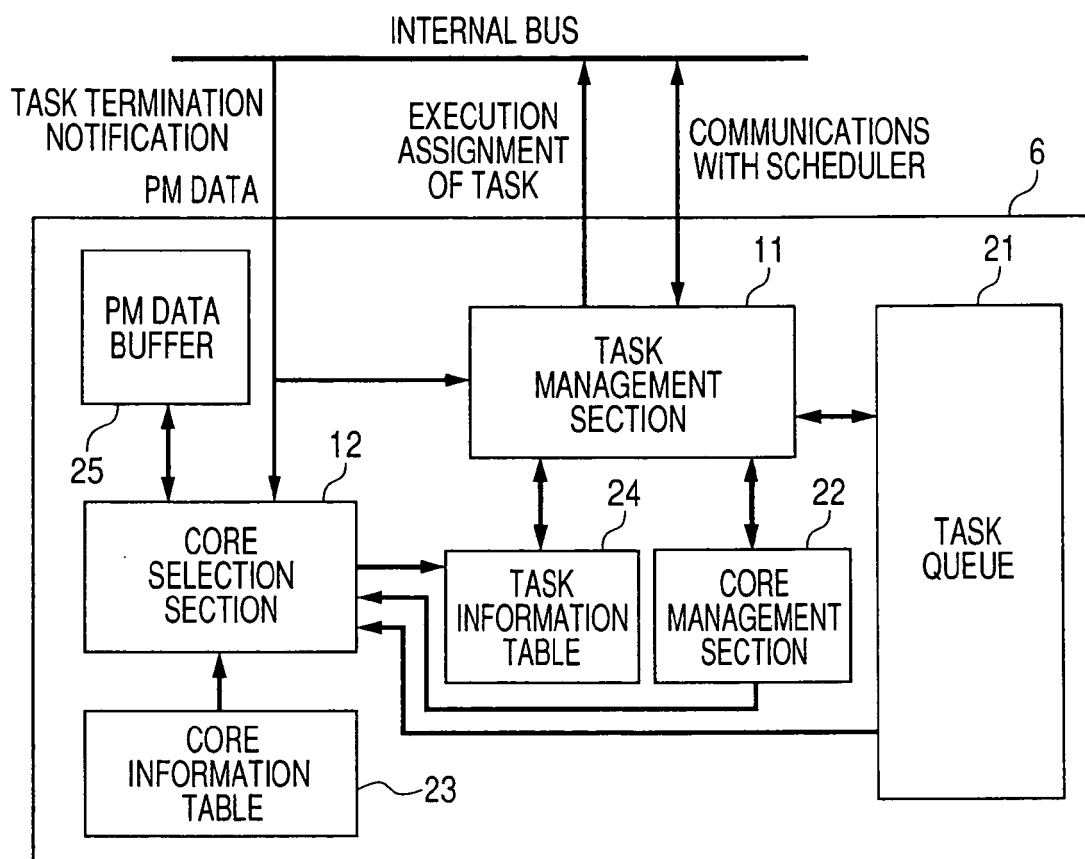 INTERNAL BUS
TASK TERMINATION
NOTIFICATION
PM DATA
EXECUTION
ASSIGNMENT
OF TASK
COMMUNICATIONS
WITH SCHEDULER
6
PM DATA
BUFFER
25
11
TASK
MANAGEMENT
SECTION
21
TASK
QUEUE
12
CORE
SELECTION
SECTION
24
TASK
INFORMATION
TABLE
22
CORE
MANAGEMENT
SECTION
CORE
INFORMATION
TABLE
23